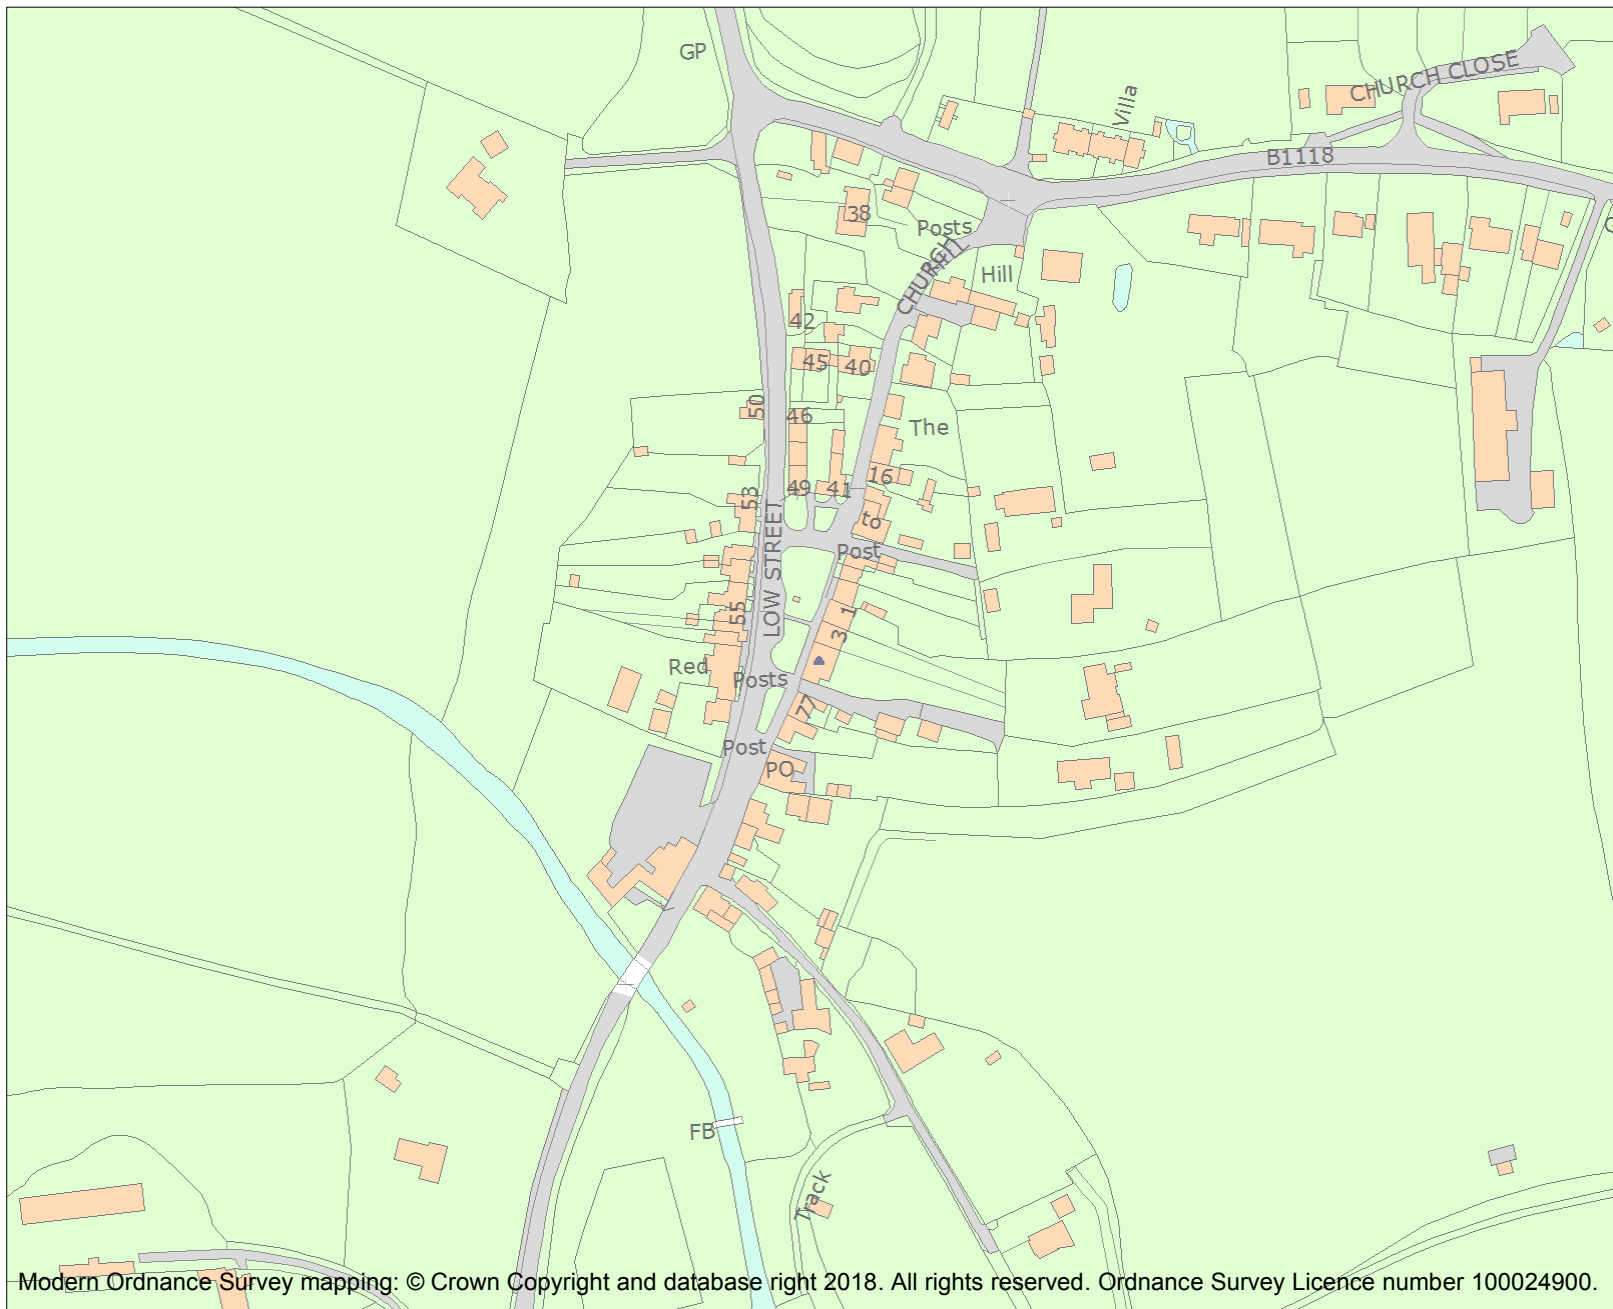 GP
CHURCH CLOSE
Villa
B1118
38
Posts
CHURCH
HILL
Hill
42
45
40
50
46
The
16
53
49
41
to
LOW STREET
Post
55
1
3
Red
Posts
77
Post
PO
FB
Track
Modern Ordnance Survey mapping: © Crown Copyright and database right 2018. All rights reserved. Ordnance Survey Licence number 100024900.